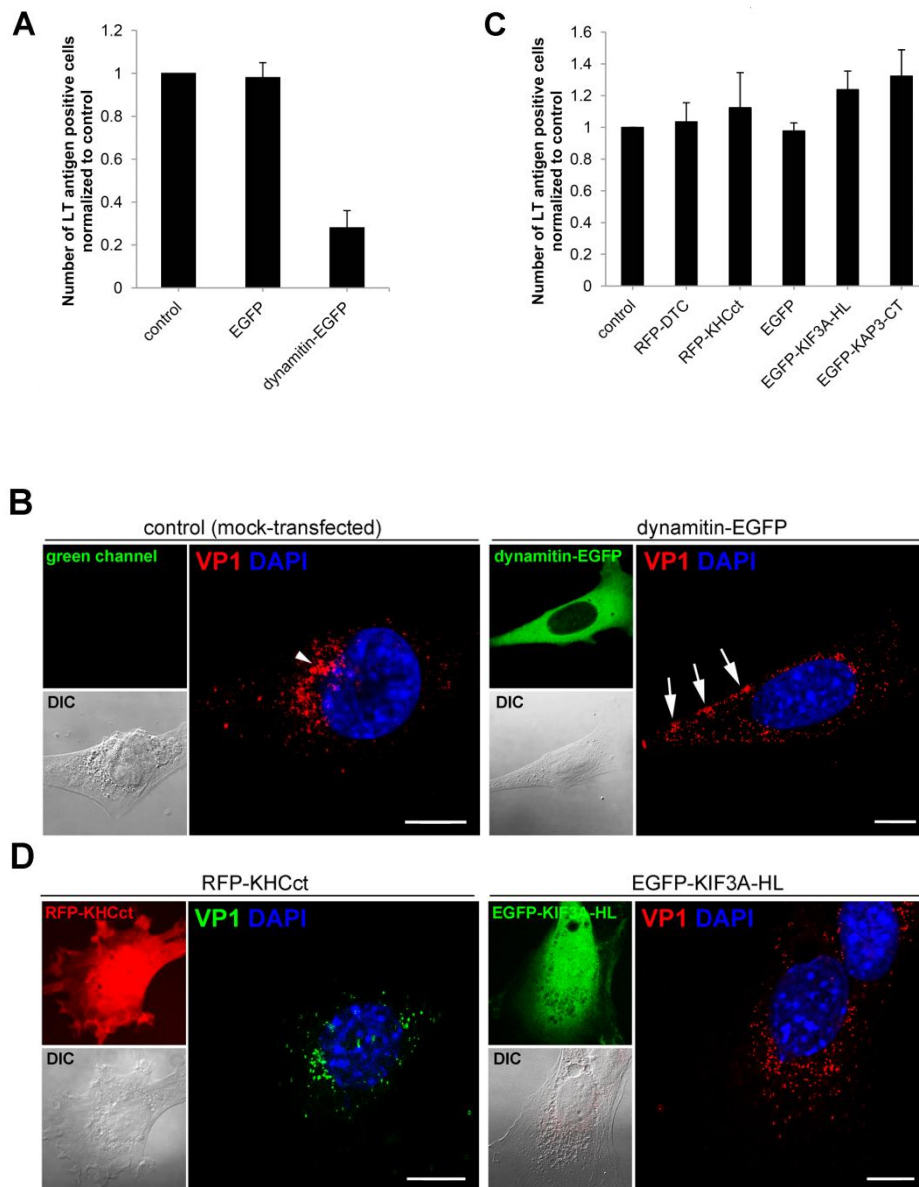 A
Number of LT antigen positive cells
normalized to control
1.2
1
0.8
0.6
0.4
0.2
0
control
EGFP
dynamitin-EGFP
C
Number of LT antigen positive cells
normalized to control
1.6
1.4
1.2
1
0.8
0.6
0.4
0.2
0
control
RFP-DTC
RFP-KHCct
EGFP
EGFP-KIF3A-HL
EGFP-KAP3-CT
B
control (mock-transfected)
green channel
VP1 DAPI
DIC
dynamitin-EGFP
dynamitin-EGFP
VP1 DAPI
DIC
D
RFP-KHCct
RFP-KHCct
VP1 DAPI
DIC
EGFP-KIF3A-HL
EGFP-KIF3A-HL
VP1 DAPI
DIC